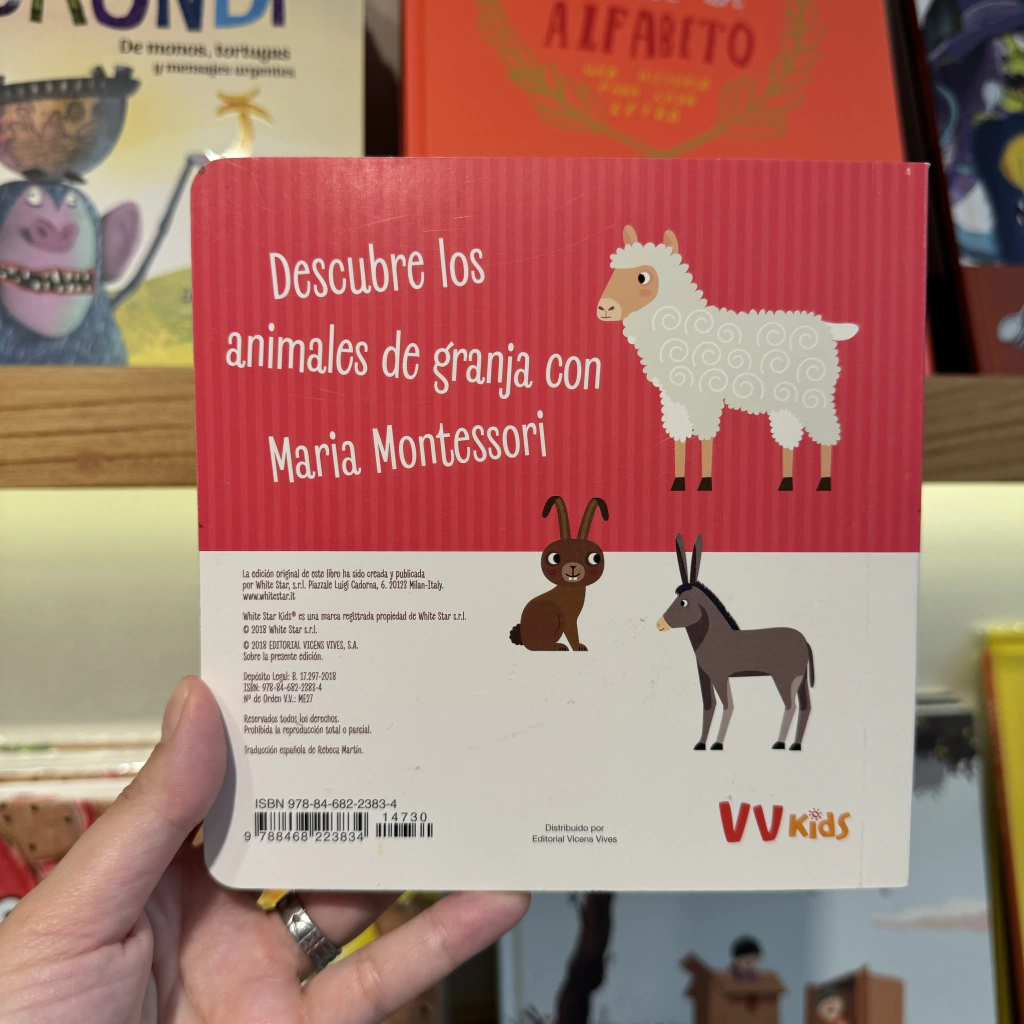 De monos, tortugas
y mensajes urgentes
ALFABETO
Descubre los
animales de granja con
Maria Montessori
La edición original de este libro ha sido creada y publicada
por White Star, s.r.l. Piazzale Luigi Cadorna, 6. 20123 Milan-Italy.
www.whitestar.it
White Star Kids® es una marca registrada propiedad de White Star s.r.l.
© 2018 White Star s.r.l.
© 2018 EDITORIAL VICENS VIVES, S.A.
Sobre la presente edición.
Depósito Legal: B. 17.297-2018
ISBN: 978-84-682-2383-4
Nº de Orden V.V.: ME27
Reservados todos los derechos.
Prohibida la reproducción total o parcial.
Traducción española de Rebeca Martín.
ISBN 978-84-682-2383-4
14730
9 788468 223834
Distribuido por
Editorial Vicens Vives
VV Kids